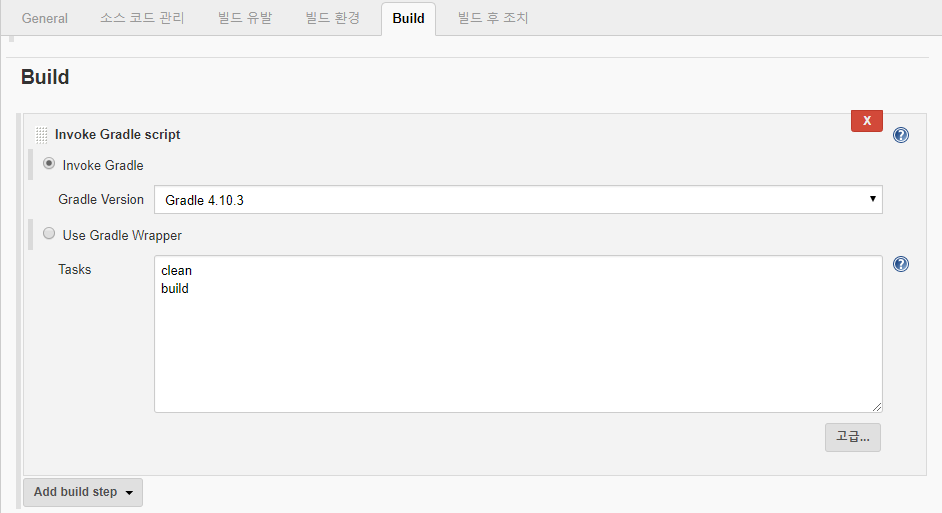 General 소스 코드 관리 빌드 유발 빌드 환경 Build 빌드 후 조치
Build
X
Invoke Gradle script
?
Invoke Gradle
Gradle Version Gradle 4.10.3
Use Gradle Wrapper
Tasks clean
?
build
고급...
Add build step